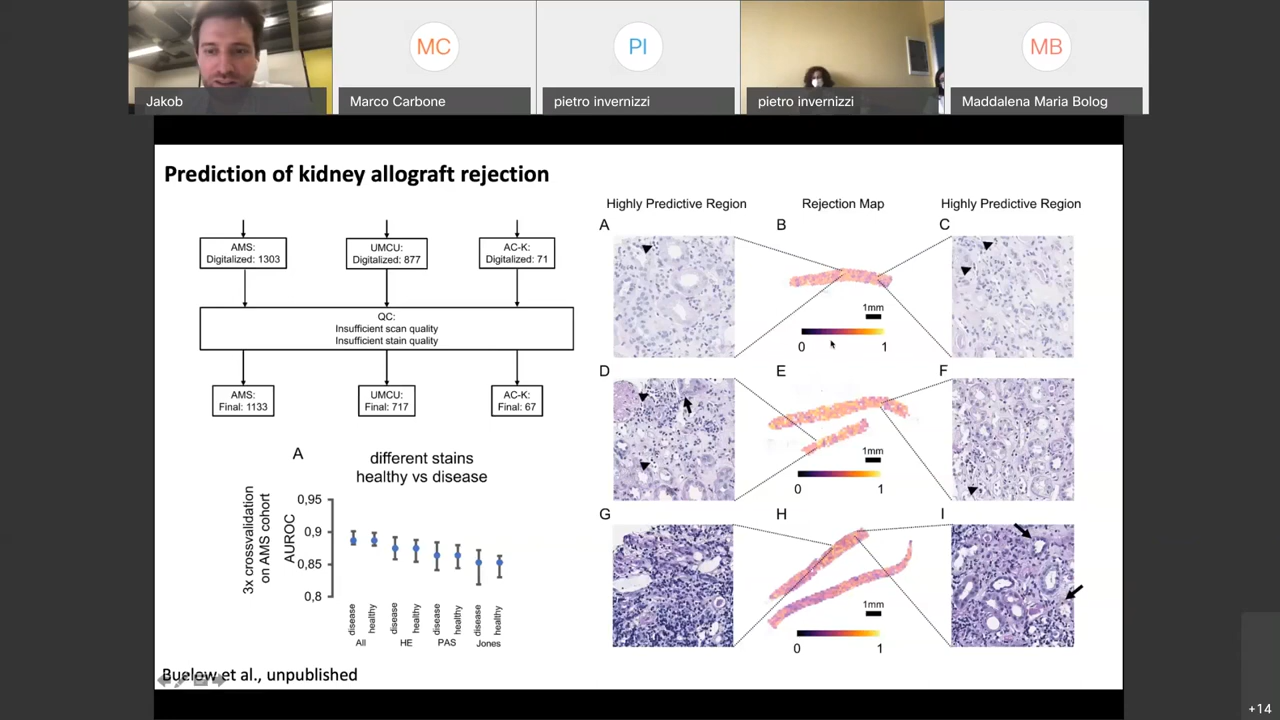 MC
PI
MB
Jakob
Marco Carbone
pietro invernizzi
pietro invernizzi
Maddalena Maria Bolog
Prediction of kidney allograft rejection
AMS:
Digitalized: 1303
UMCU:
Digitalized: 877
AC-K:
Digitalized: 71
QC:
Insufficient scan quality
Insufficient stain quality
AMS:
Final: 1133
UMCU:
Final: 717
AC-K:
Final: 67
A
different stains
healthy vs disease
3x crossvalidation
on AMS cohort
AUROC
0,95
0,9
0,85
0,8
disease
healthy
disease
healthy
disease
healthy
disease
healthy
All
HE
PAS
Jones
Buelow et al., unpublished
Highly Predictive Region
Rejection Map
Highly Predictive Region
A
B
C
1mm
0
1
D
E
F
1mm
0
1
G
H
I
1mm
0
1
+14